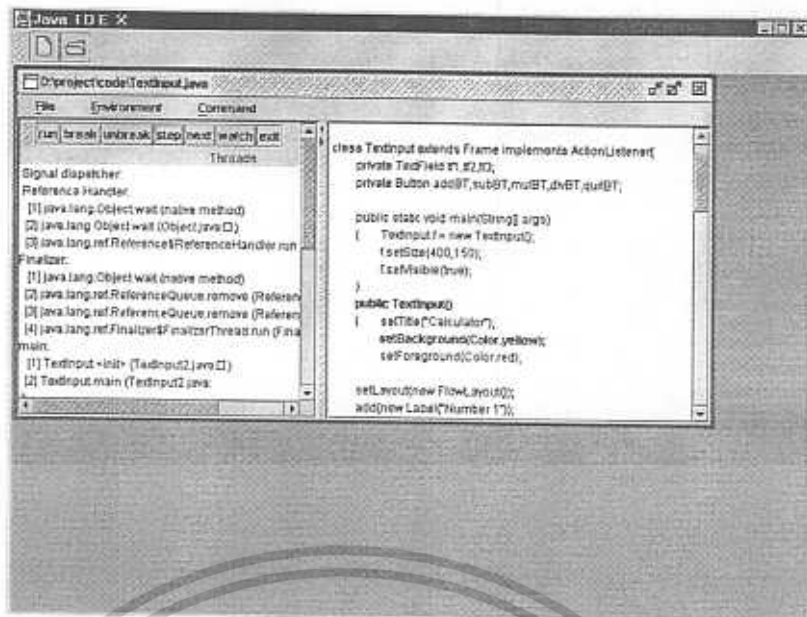 Java IDE X
D:\project\code\TextInput.java
File Environment Command
run break unbreak step next watch exit
Threads
Signal dispatcher:
Reference Handler:
[1] java.lang.Object.wait (native method)
[2] java.lang.Object.wait (Object.java:□)
[3] java.lang.ref.Reference$ReferenceHandler.run
Finalizer:
[1] java.lang.Object.wait (native method)
[2] java.lang.ref.ReferenceQueue.remove (Referen
[3] java.lang.ref.ReferenceQueue.remove (Referen
[4] java.lang.ref.Finalizer$FinalizerThread.run (Fina
main:
[1] TextInput.<init> (TextInput2.java:□)
[2] TextInput.main (TextInput2.java:
class TextInput extends Frame implements ActionListener{
private TextField tf1,tf2,tf3;
private Button addBT,subBT,mulBT,divBT,quitBT;
public static void main(String[] args)
{ TextInput f = new TextInput();
f.setSize(400,150);
f.setVisible(true);
}
public TextInput()
{ setTitle("Calculator");
setBackground(Color.yellow);
setForeground(Color.red);
setLayout(new FlowLayout());
add(new Label("Number 1"));